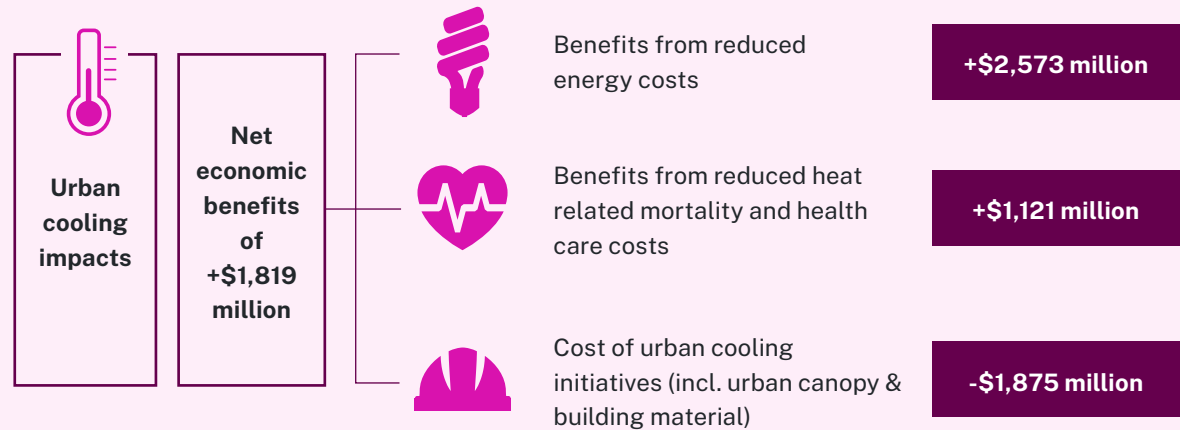 Urban
cooling
impacts
Net
economic
benefits
of
+$1,819
million
Benefits from reduced
energy costs
+$2,573 million
Benefits from reduced heat
related mortality and health
care costs
+$1,121 million
Cost of urban cooling
initiatives (incl. urban canopy &
building material)
-$1,875 million